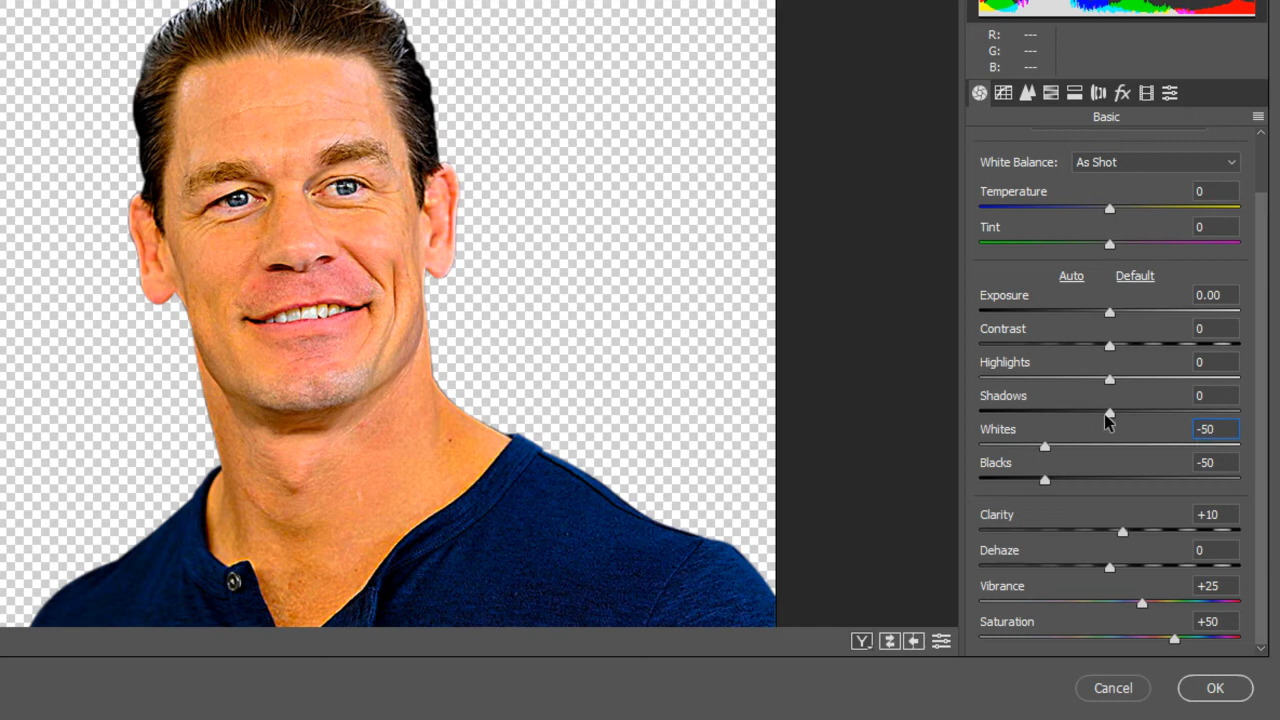 R: ---
G: ---
B: ---
fx
Basic
White Balance: As Shot
Temperature 0
Tint 0
Auto Default
Exposure 0.00
Contrast 0
Highlights 0
Shadows 0
Whites -50
Blacks -50
Clarity +10
Dehaze 0
Vibrance +25
Saturation +50
Y
Cancel OK